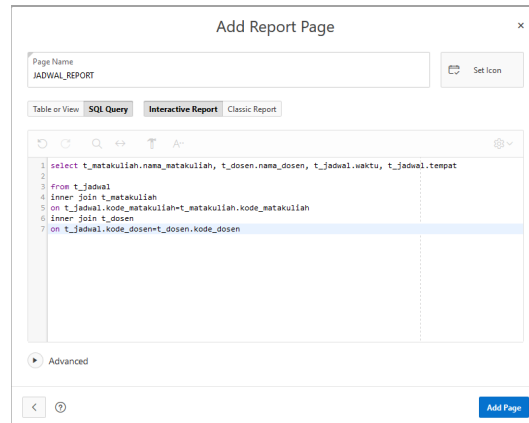 Add Report Page
×
Page Name
JADWAL_REPORT
Set Icon
Table or View SQL Query Interactive Report Classic Report
1 select t_matakuliah.nama_matakuliah, t_dosen.nama_dosen, t_jadwal.waktu, t_jadwal.tempat
2
3 from t_jadwal
4 inner join t_matakuliah
5 on t_jadwal.kode_matakuliah=t_matakuliah.kode_matakuliah
6 inner join t_dosen
7 on t_jadwal.kode_dosen=t_dosen.kode_dosen
Advanced
Add Page